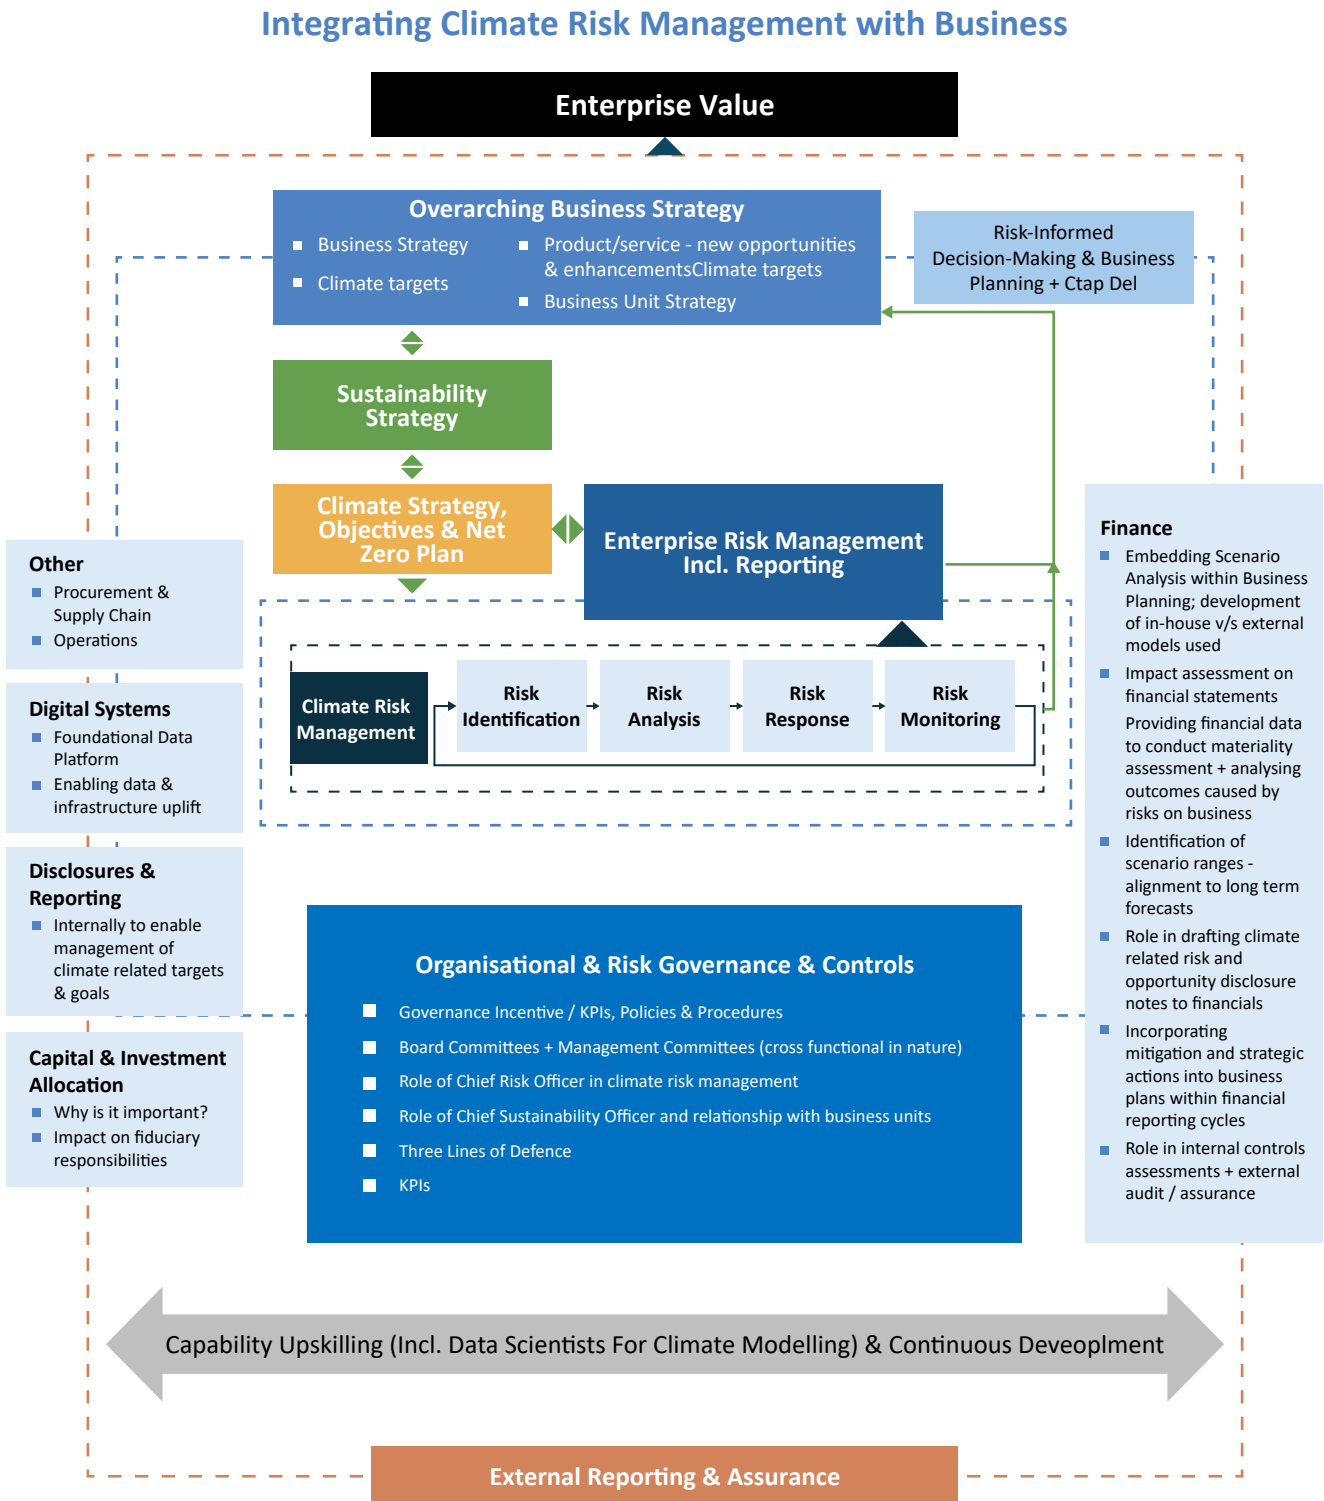 Integrating Climate Risk Management with Business
Enterprise Value
Overarching Business Strategy
Business Strategy
Climate targets
Product/service - new opportunities
& enhancementsClimate targets
Business Unit Strategy
Risk-Informed
Decision-Making & Business
Planning + Ctap Del
Sustainability
Strategy
Climate Strategy,
Objectives & Net
Zero Plan
Enterprise Risk Management
Incl. Reporting
Climate Risk
Management
Risk
Identification
Risk
Analysis
Risk
Response
Risk
Monitoring
Other
Procurement &
Supply Chain
Operations
Digital Systems
Foundational Data
Platform
Enabling data &
infrastructure uplift
Disclosures &
Reporting
Internally to enable
management of
climate related targets
& goals
Capital & Investment
Allocation
Why is it important?
Impact on fiduciary
responsibilities
Finance
Embedding Scenario
Analysis within Business
Planning; development
of in-house v/s external
models used
Impact assessment on
financial statements
Providing financial data
to conduct materiality
assessment + analysing
outcomes caused by
risks on business
Identification of
scenario ranges -
alignment to long term
forecasts
Role in drafting climate
related risk and
opportunity disclosure
notes to financials
Incorporating
mitigation and strategic
actions into business
plans within financial
reporting cycles
Role in internal controls
assessments + external
audit / assurance
Organisational & Risk Governance & Controls
Governance Incentive / KPIs, Policies & Procedures
Board Committees + Management Committees (cross functional in nature)
Role of Chief Risk Officer in climate risk management
Role of Chief Sustainability Officer and relationship with business units
Three Lines of Defence
KPIs
Capability Upskilling (Incl. Data Scientists For Climate Modelling) & Continuous Deveoplment
External Reporting & Assurance